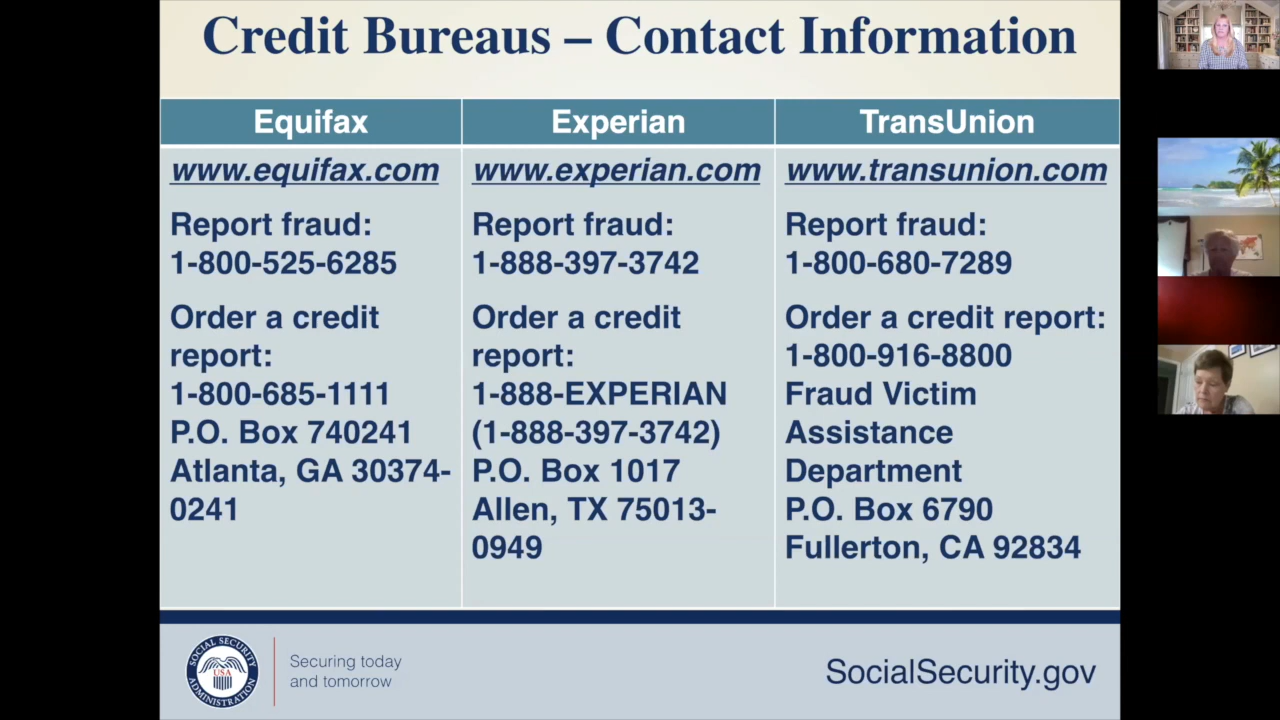 Credit Bureaus – Contact Information
Equifax
Experian
TransUnion
www.equifax.com
Report fraud:
1-800-525-6285
Order a credit
report:
1-800-685-1111
P.O. Box 740241
Atlanta, GA 30374-
0241
www.experian.com
Report fraud:
1-888-397-3742
Order a credit
report:
1-888-EXPERIAN
(1-888-397-3742)
P.O. Box 1017
Allen, TX 75013-
0949
www.transunion.com
Report fraud:
1-800-680-7289
Order a credit report:
1-800-916-8800
Fraud Victim
Assistance
Department
P.O. Box 6790
Fullerton, CA 92834
SOCIAL SECURITY
USA
ADMINISTRATION
Securing today
and tomorrow
SocialSecurity.gov